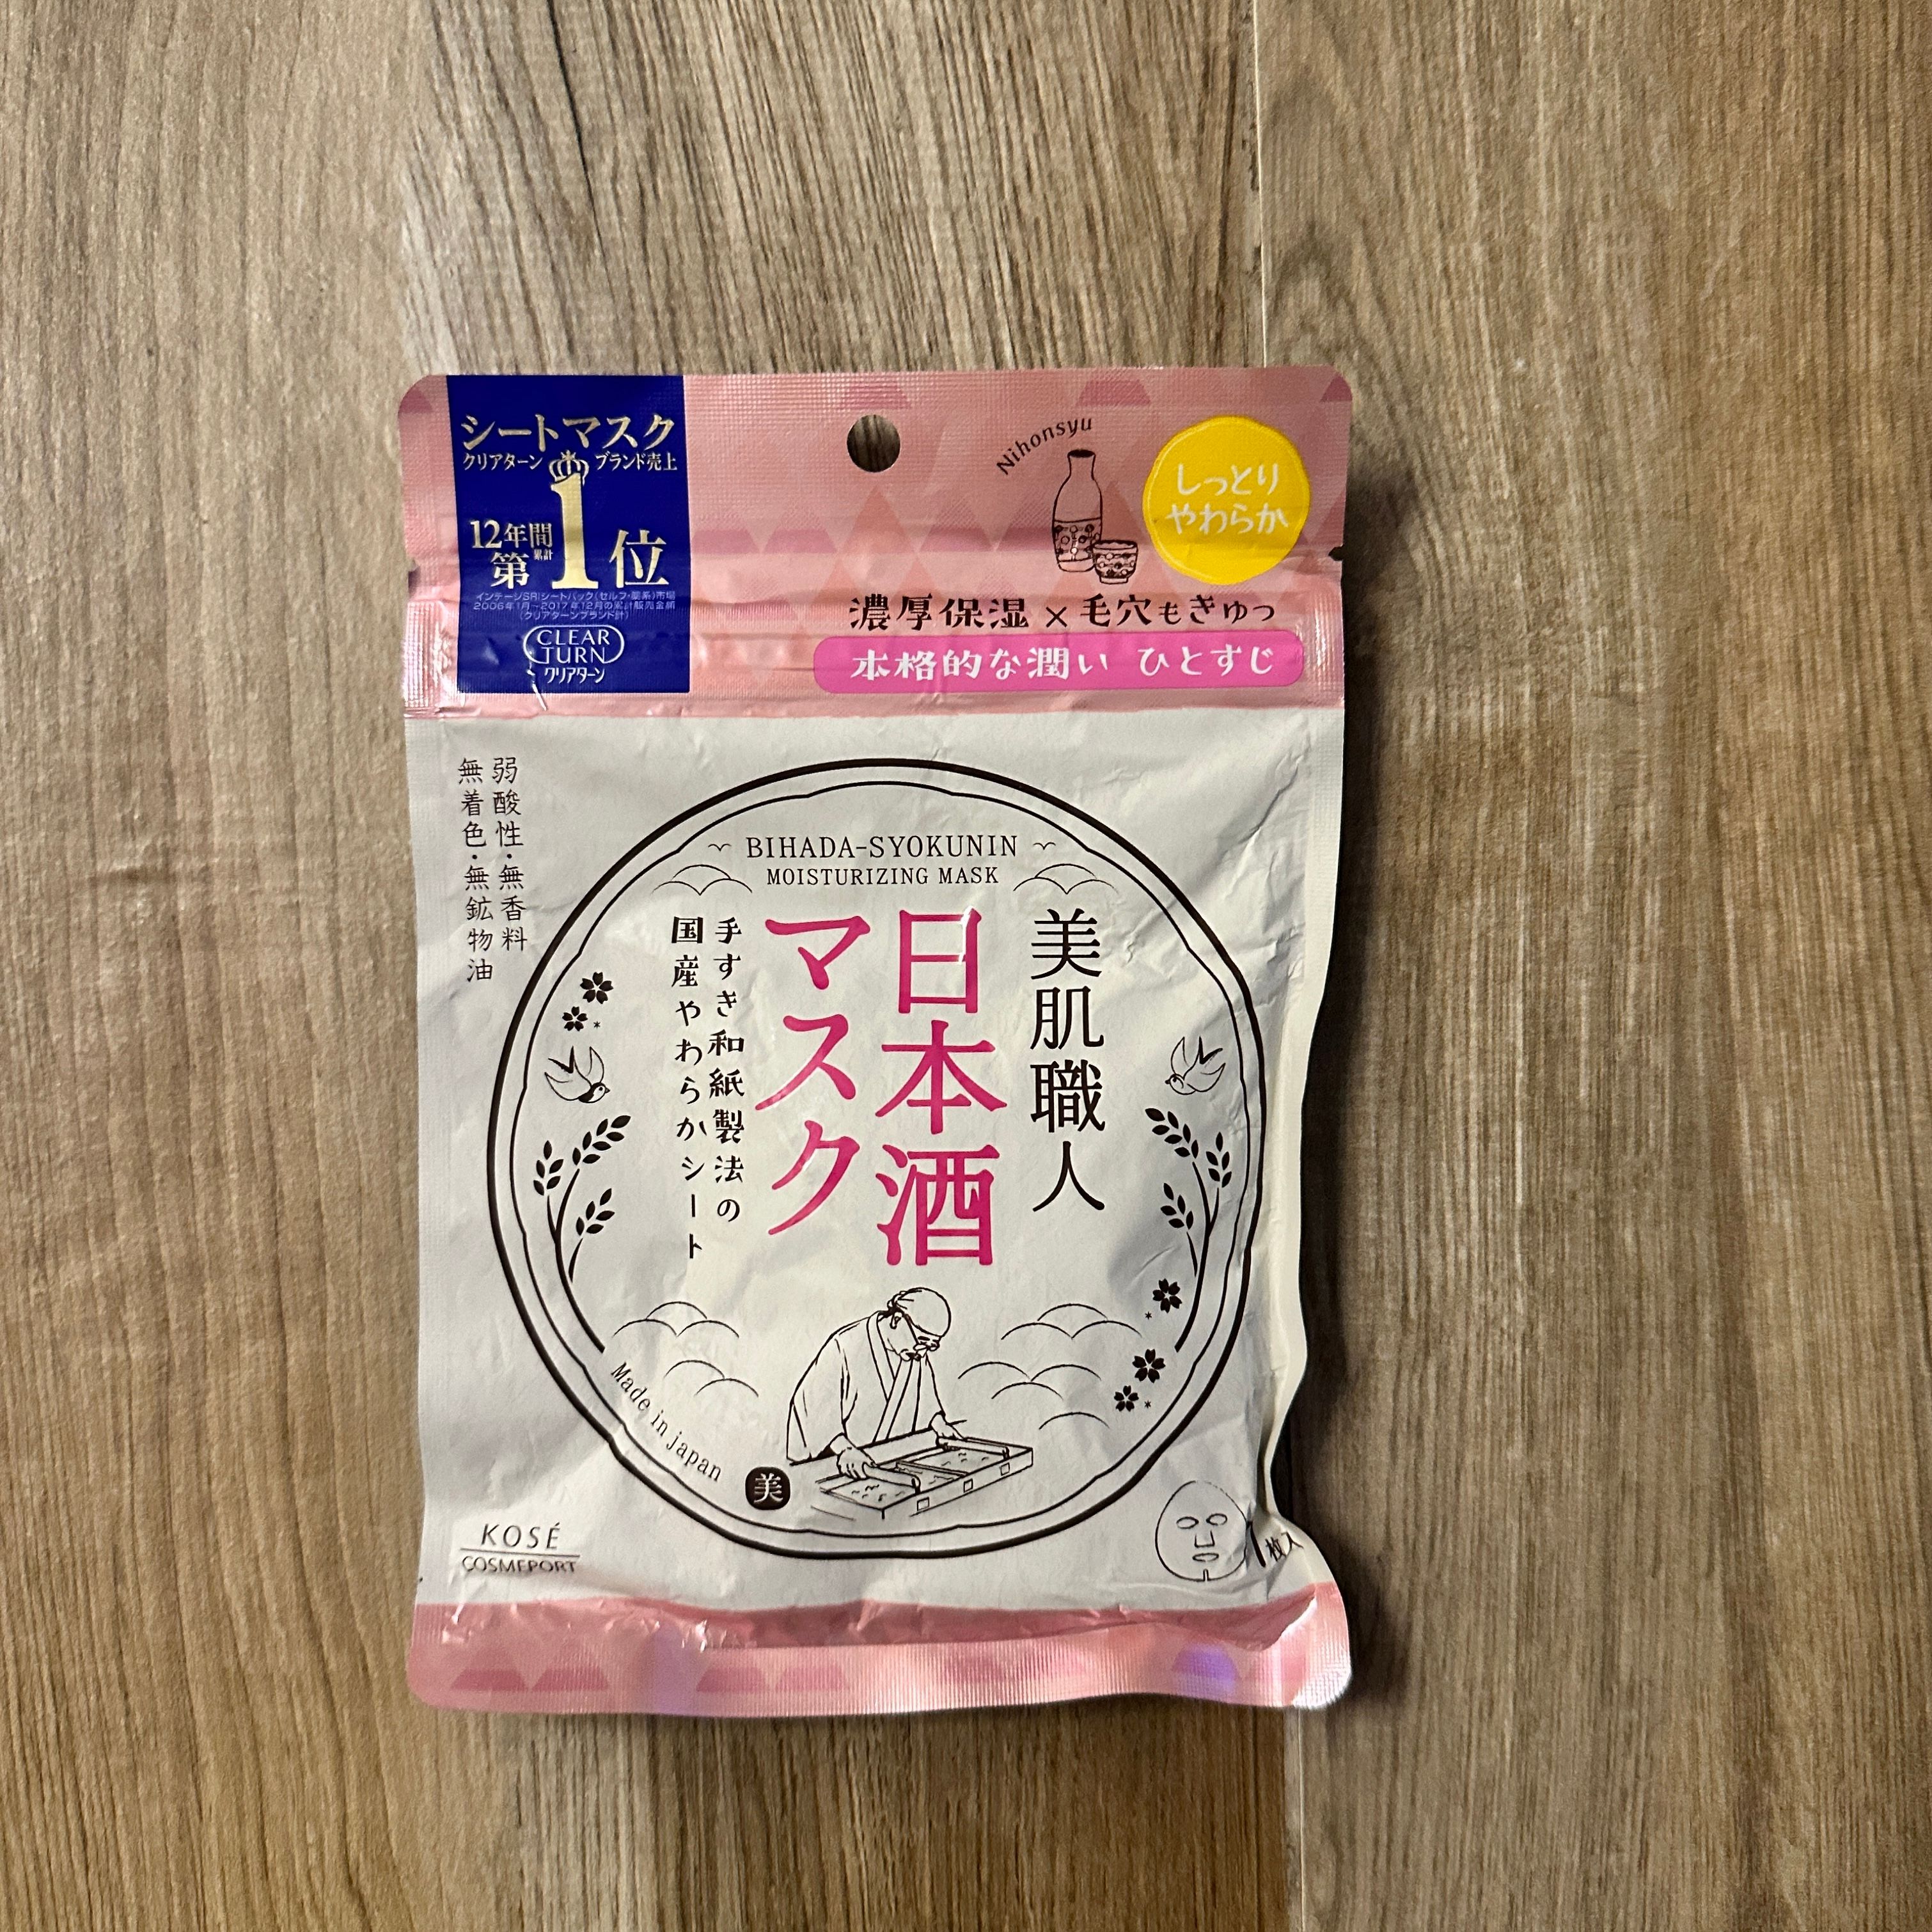 シートマスク
クリアターン ブランド売上
12年間
累計
第1位
インテージSRIシートパック(セルフ・薬系)市場
2006年1月〜2017年12月の累計販売金額
(クリアターンブランド計)
CLEAR
TURN
クリアターン
Nihonsyu
しっとり
やわらか
濃厚保湿×毛穴もきゅっ
本格的な潤い ひとすじ
弱酸性・無香料
無着色・無鉱物油
BIHADA-SYOKUNIN
MOISTURIZING MASK
美肌職人
日本酒
マスク
手すき和紙製法の
国産やわらかシート
Made in japan
美
KOSÉ
COSMEPORT
1枚入